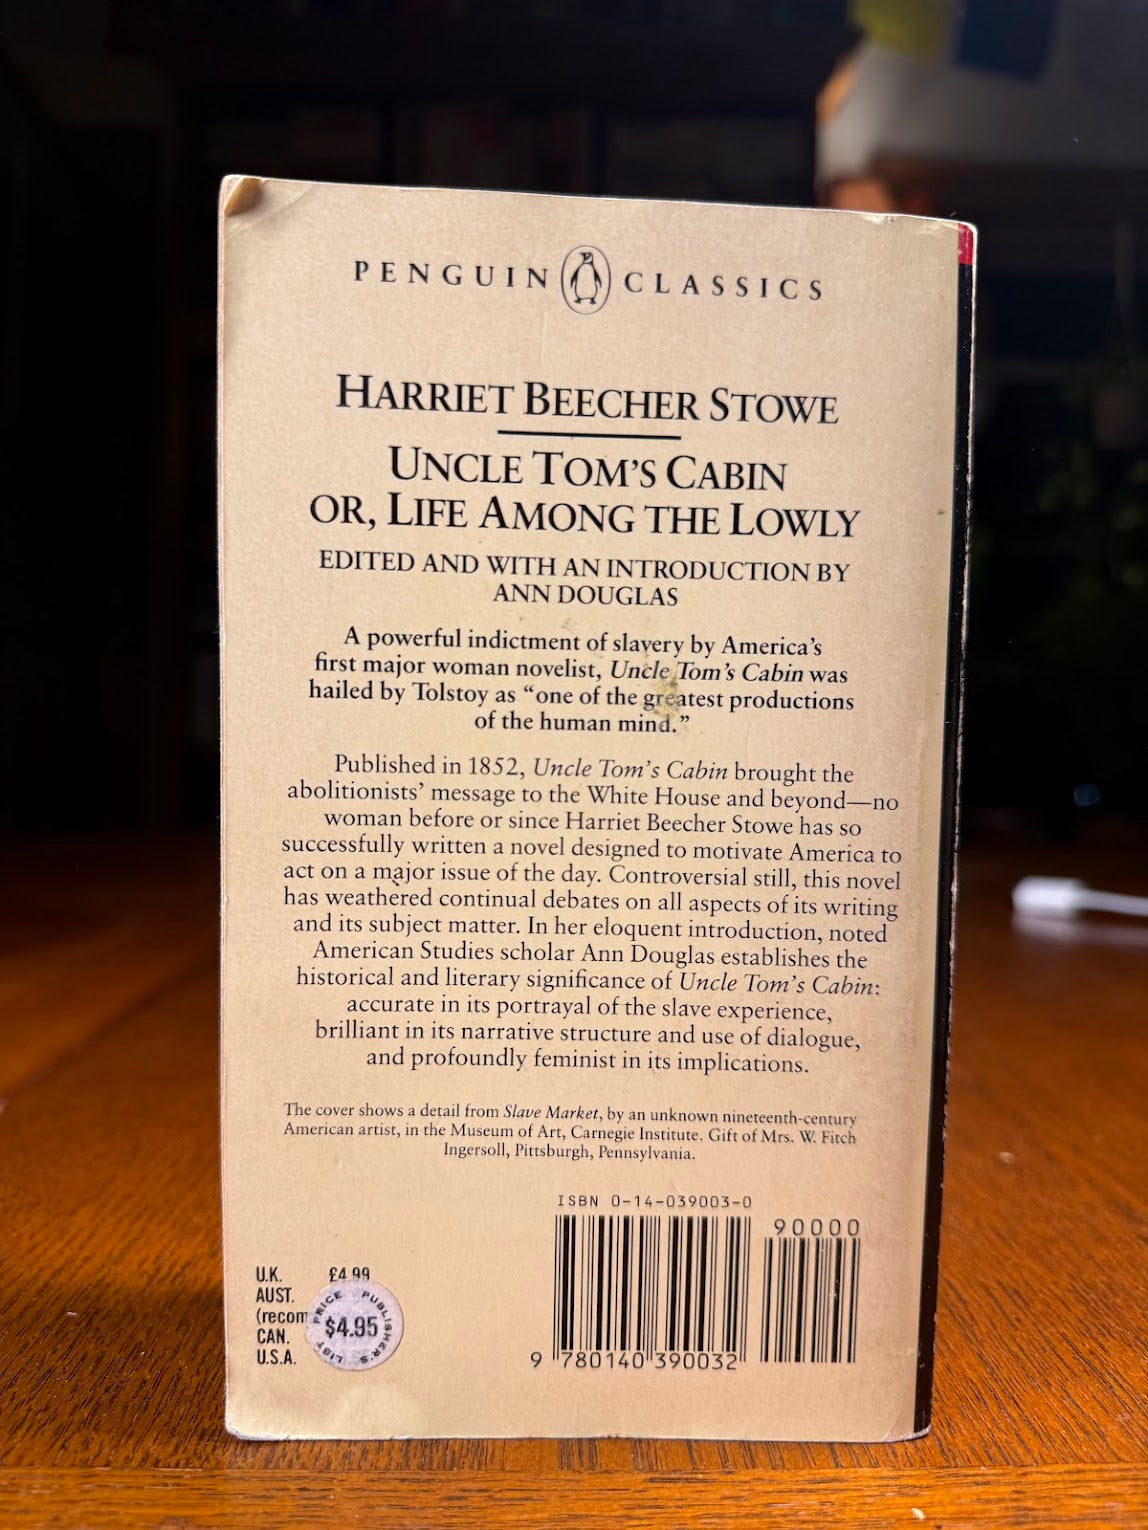 PENGUIN CLASSICS
HARRIET BEECHER STOWE
UNCLE TOM'S CABIN
OR, LIFE AMONG THE LOWLY
EDITED AND WITH AN INTRODUCTION BY
ANN DOUGLAS
A powerful indictment of slavery by America's
first major woman novelist, Uncle Tom's Cabin was
hailed by Tolstoy as “one of the greatest productions
of the human mind.”
Published in 1852, Uncle Tom's Cabin brought the
abolitionists' message to the White House and beyond—no
woman before or since Harriet Beecher Stowe has so
successfully written a novel designed to motivate America to
act on a major issue of the day. Controversial still, this novel
has weathered continual debates on all aspects of its writing
and its subject matter. In her eloquent introduction, noted
American Studies scholar Ann Douglas establishes the
historical and literary significance of Uncle Tom's Cabin:
accurate in its portrayal of the slave experience,
brilliant in its narrative structure and use of dialogue,
and profoundly feminist in its implications.
The cover shows a detail from Slave Market, by an unknown nineteenth-century
American artist, in the Museum of Art, Carnegie Institute. Gift of Mrs. W. Fitch
Ingersoll, Pittsburgh, Pennsylvania.
ISBN 0-14-039003-0
90000
9 780140 390032
U.K. £4.99
AUST.
(recom
CAN.
U.S.A.
PUBLISHER'S LIST PRICE
$4.95